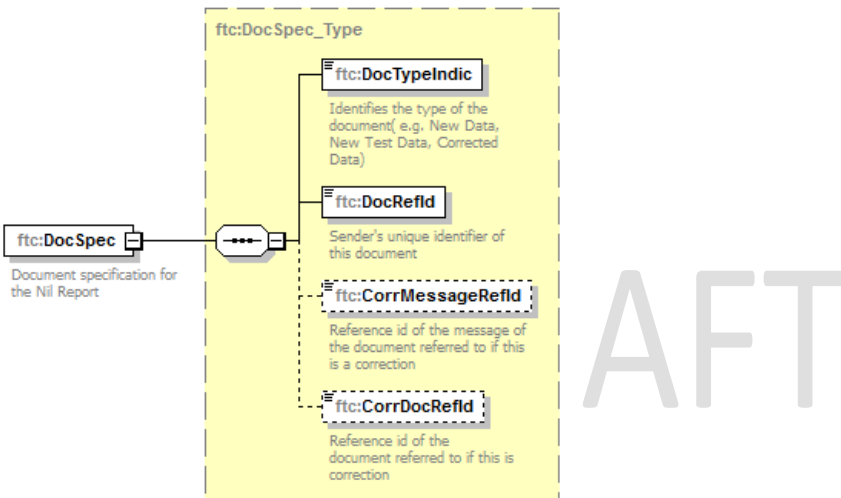 ftc:DocSpec_Type
ftc:DocTypeIndic
Identifies the type of the
document( e.g. New Data,
New Test Data, Corrected
Data)
ftc:DocRefId
Sender's unique identifier of
this document
ftc:DocSpec
Document specification for
the Nil Report
ftc:CorrMessageRefId
Reference id of the message of
the document referred to if this
is a correction
ftc:CorrDocRefId
Reference id of the
document referred to if this is
correction
AFT